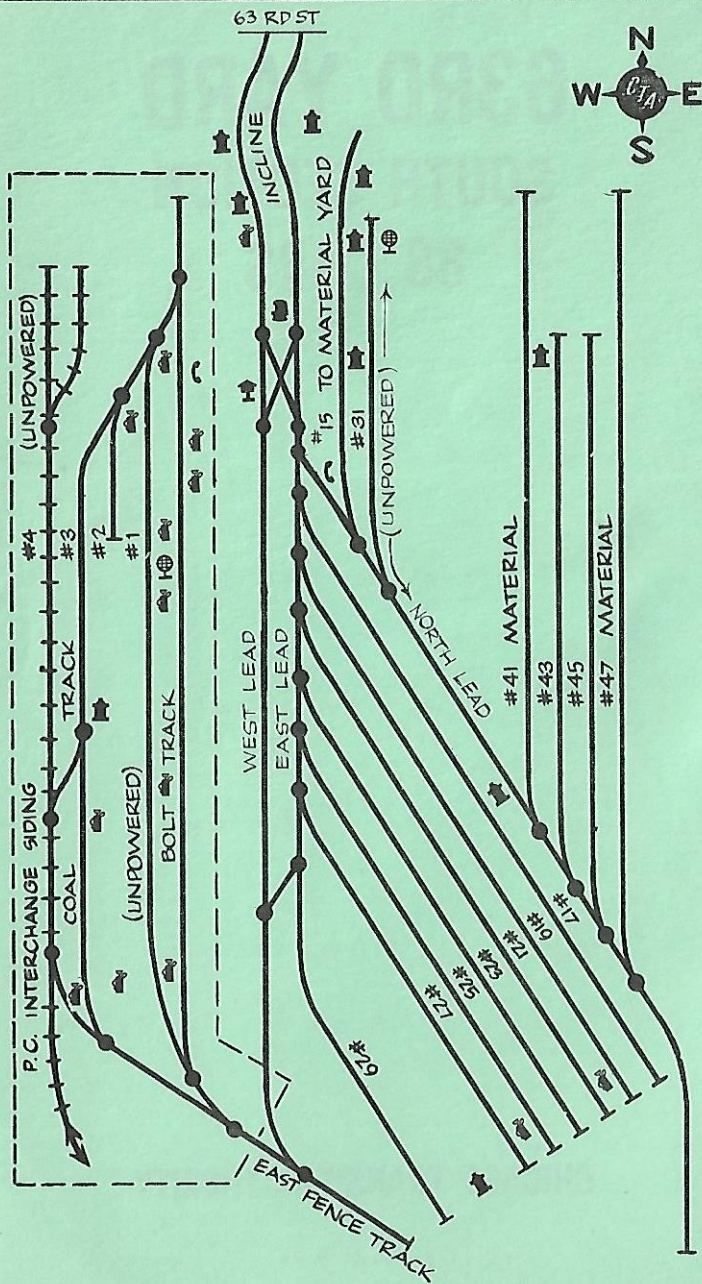 63 RD ST
N
W CTA E
S
INCLINE
#15 TO MATERIAL YARD
#31
(UNPOWERED)
(UNPOWERED)
#4
#3
#2
#1
(UNPOWERED)
NORTH LEAD
#41 MATERIAL
#43
#45
#47 MATERIAL
WEST LEAD
EAST LEAD
P.C. INTERCHANGE SIDING
COAL TRACK
(UNPOWERED)
BOLT TRACK
#17
#19
#21
#23
#25
#27
#29
EAST FENCE TRACK